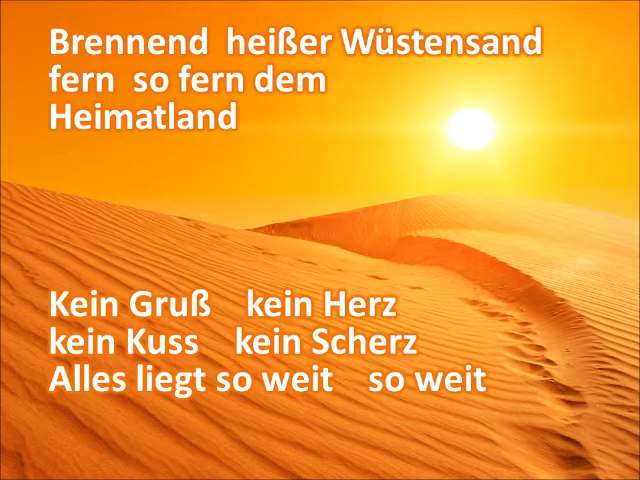 Brennend heißer Wüstensand
fern so fern dem
Heimatland
Kein Gruß kein Herz
kein Kuss kein Scherz
Alles liegt so weit so weit